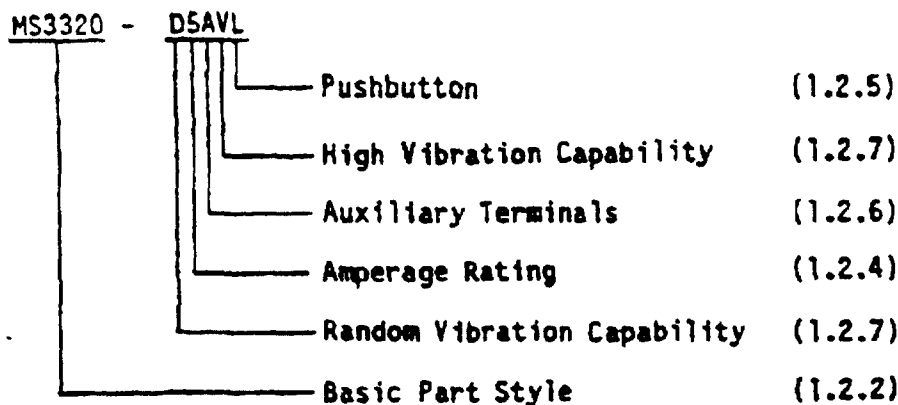 MS3320 - D5AVL
Pushbutton (1.2.5)
High Vibration Capability (1.2.7)
Auxiliary Terminals (1.2.6)
Amperage Rating (1.2.4)
Random Vibration Capability (1.2.7)
Basic Part Style (1.2.2)